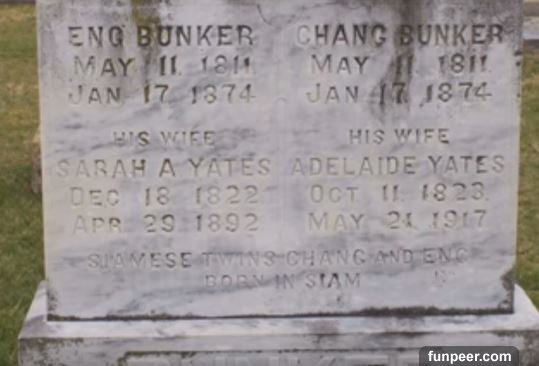 ENG BUNKER CHANG BUNKER
MAY 11. 1811. MAY 11. 1811.
JAN 17. 1874 JAN 17. 1874
HIS WIFE HIS WIFE
SARAH A YATES ADELAIDE YATES
DEC 18 1822 OCT 11. 1823.
APR 29 1892 MAY 21. 1917
SIAMESE TWINS CHANG AND ENG
BORN IN SIAM
funpeer.com